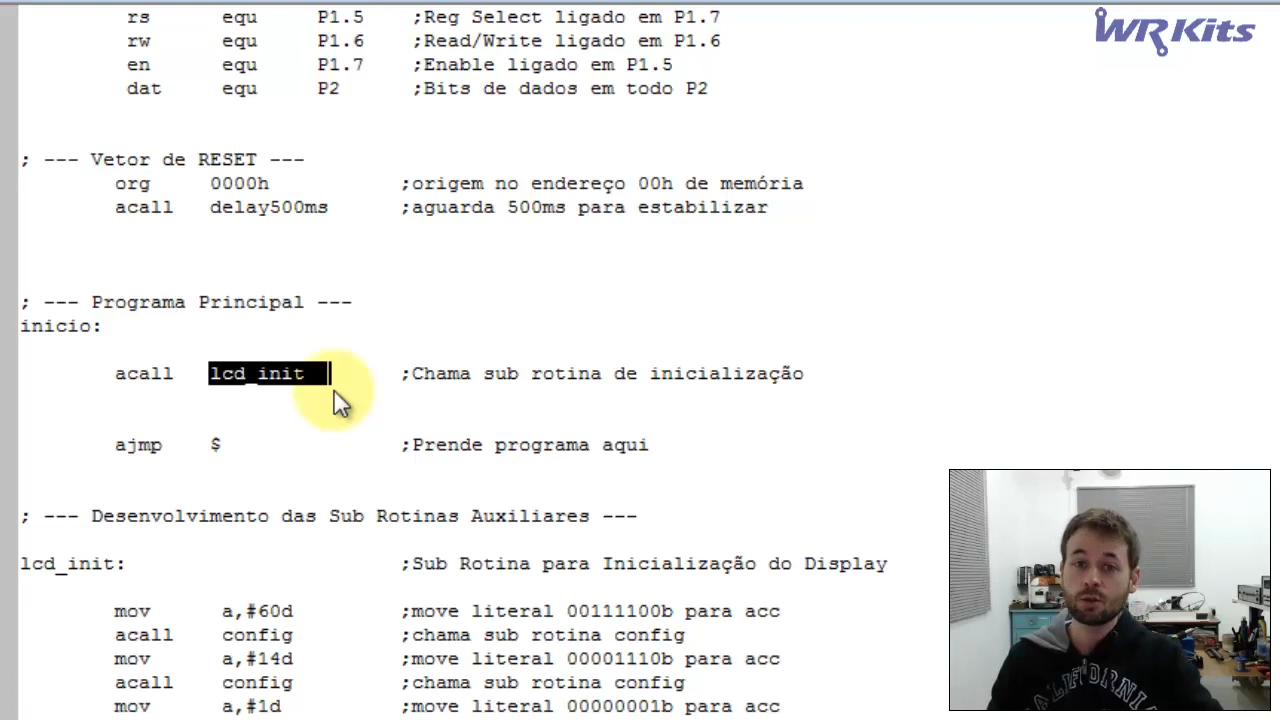 WR Kits
rs equ P1.5 ;Reg Select ligado em P1.7
rw equ P1.6 ;Read/Write ligado em P1.6
en equ P1.7 ;Enable ligado em P1.5
dat equ P2 ;Bits de dados em todo P2
; --- Vetor de RESET ---
org 0000h ;origem no endereço 00h de memória
acall delay500ms ;aguarda 500ms para estabilizar
; --- Programa Principal ---
inicio:
acall lcd_init ;Chama sub rotina de inicialização
ajmp $ ;Prende programa aqui
; --- Desenvolvimento das Sub Rotinas Auxiliares ---
lcd_init: ;Sub Rotina para Inicialização do Display
mov a,#60d ;move literal 00111100b para acc
acall config ;chama sub rotina config
mov a,#14d ;move literal 00001110b para acc
acall config ;chama sub rotina config
mov a,#1d ;move literal 00000001b para acc
CALIFORNIA